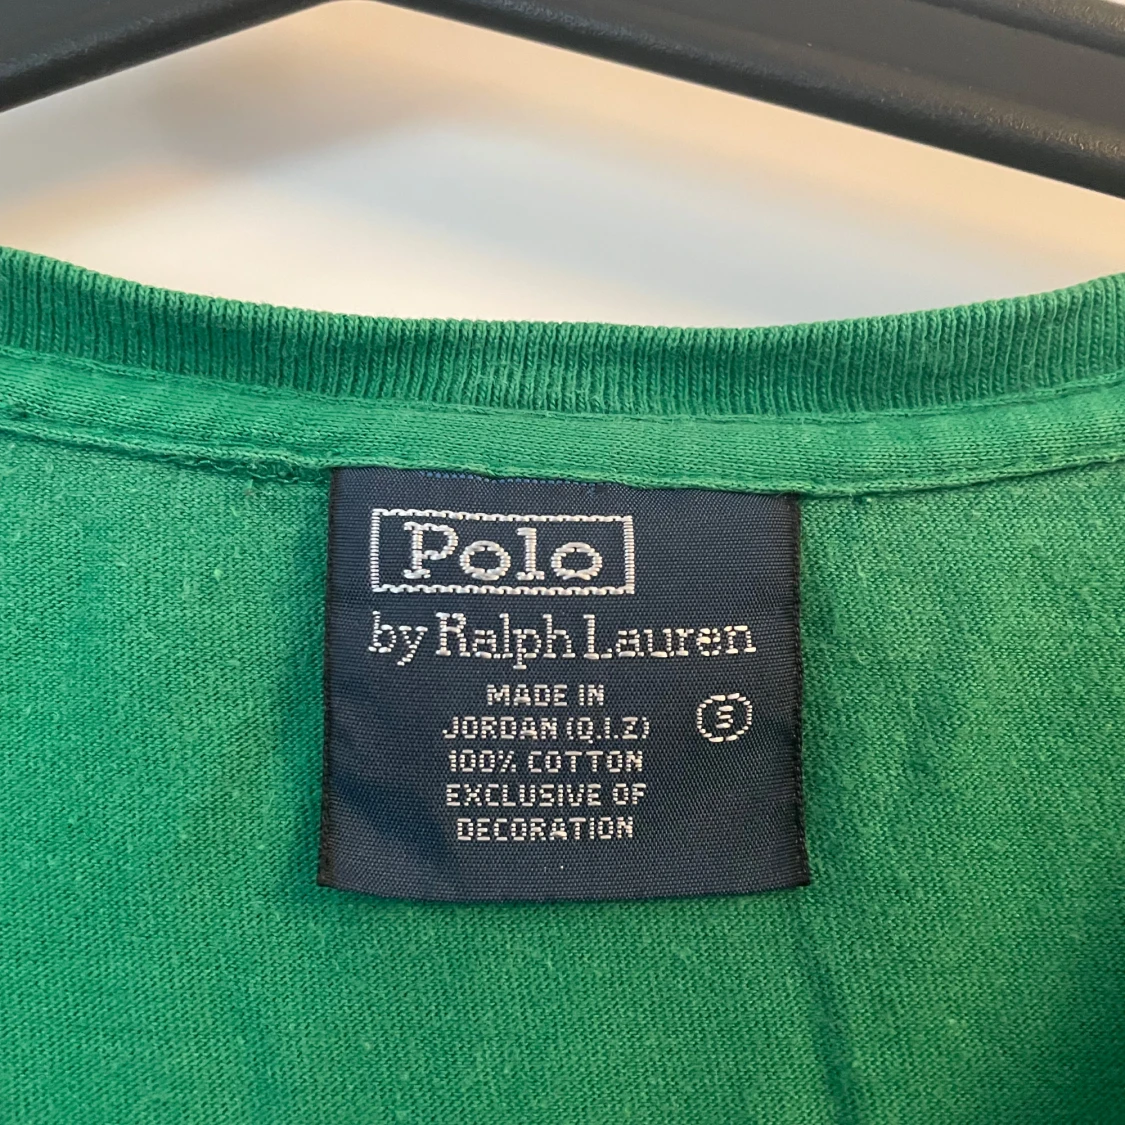 Polo
by Ralph Lauren
MADE IN
JORDAN (Q.I.Z)
S
100% COTTON
EXCLUSIVE OF
DECORATION